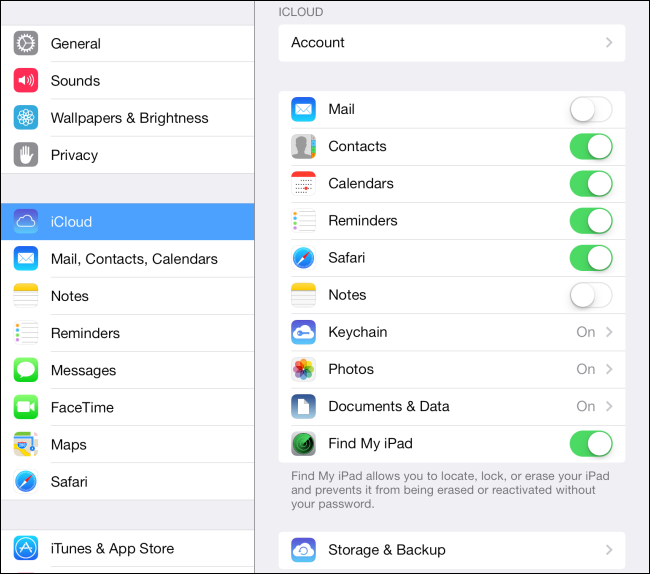 General
Sounds
Wallpapers & Brightness
Privacy
iCloud
Mail, Contacts, Calendars
Notes
Reminders
Messages
FaceTime
Maps
Safari
iTunes & App Store
ICLOUD
Account
Mail
Contacts
Calendars
Reminders
Safari
Notes
Keychain On
Photos On
Documents & Data On
Find My iPad
Find My iPad allows you to locate, lock, or erase your iPad
and prevents it from being erased or reactivated without
your password.
Storage & Backup